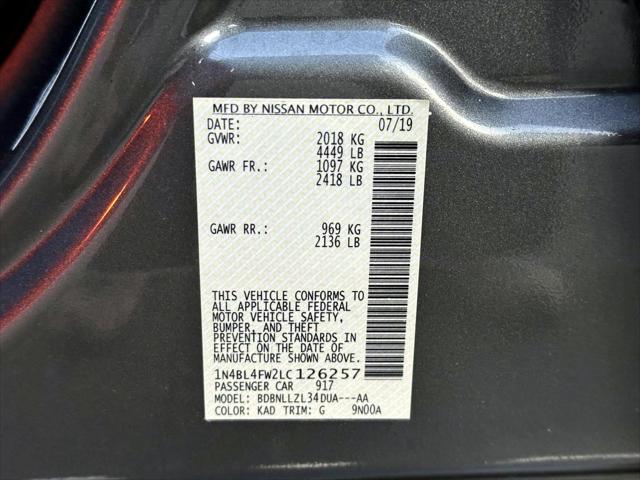 MFD BY NISSAN MOTOR CO., LTD.
DATE: 07/19
GVWR: 2018 KG
4449 LB
GAWR FR.: 1097 KG
2418 LB
GAWR RR.: 969 KG
2136 LB
THIS VEHICLE CONFORMS TO
ALL APPLICABLE FEDERAL
MOTOR VEHICLE SAFETY,
BUMPER, AND THEFT
PREVENTION STANDARDS IN
EFFECT ON THE DATE OF
MANUFACTURE SHOWN ABOVE.
1N4BL4FW2LC126257
PASSENGER CAR 917
MODEL: BDBNLLZL34DUA---AA
COLOR: KAD TRIM: G 9N00A